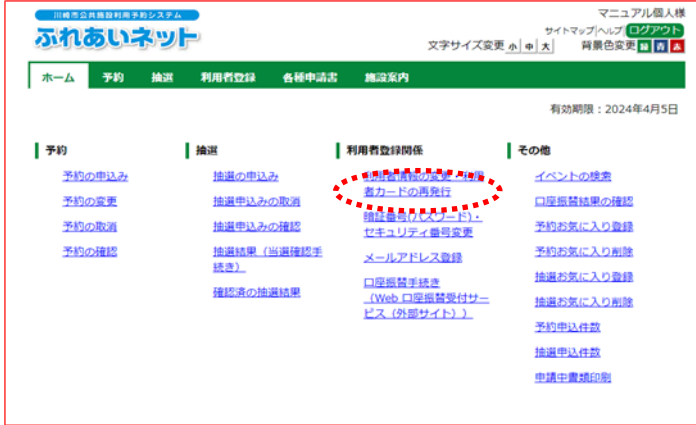 川崎市公共施設利用予約システム
ふれあいネット
マニュアル個人様
サイトマップ|ヘルプ|ログアウト
文字サイズ変更 小 中 大 背景色変更 緑 青 赤
ホーム 予約 抽選 利用者登録 各種申請書 施設案内
有効期限：2024年4月5日
予約
予約の申込み
予約の変更
予約の取消
予約の確認
抽選
抽選の申込み
抽選申込みの取消
抽選申込みの確認
抽選結果（当選確認手
続き）
確認済の抽選結果
利用者登録関係
利用者情報の変更・利用
者カードの再発行
暗証番号(パスワード)・
セキュリティ番号変更
メールアドレス登録
口座振替手続き
（Web 口座振替受付サー
ビス（外部サイト））
その他
イベントの検索
口座振替結果の確認
予約お気に入り登録
予約お気に入り削除
抽選お気に入り登録
抽選お気に入り削除
予約申込件数
抽選申込件数
申請中書類印刷